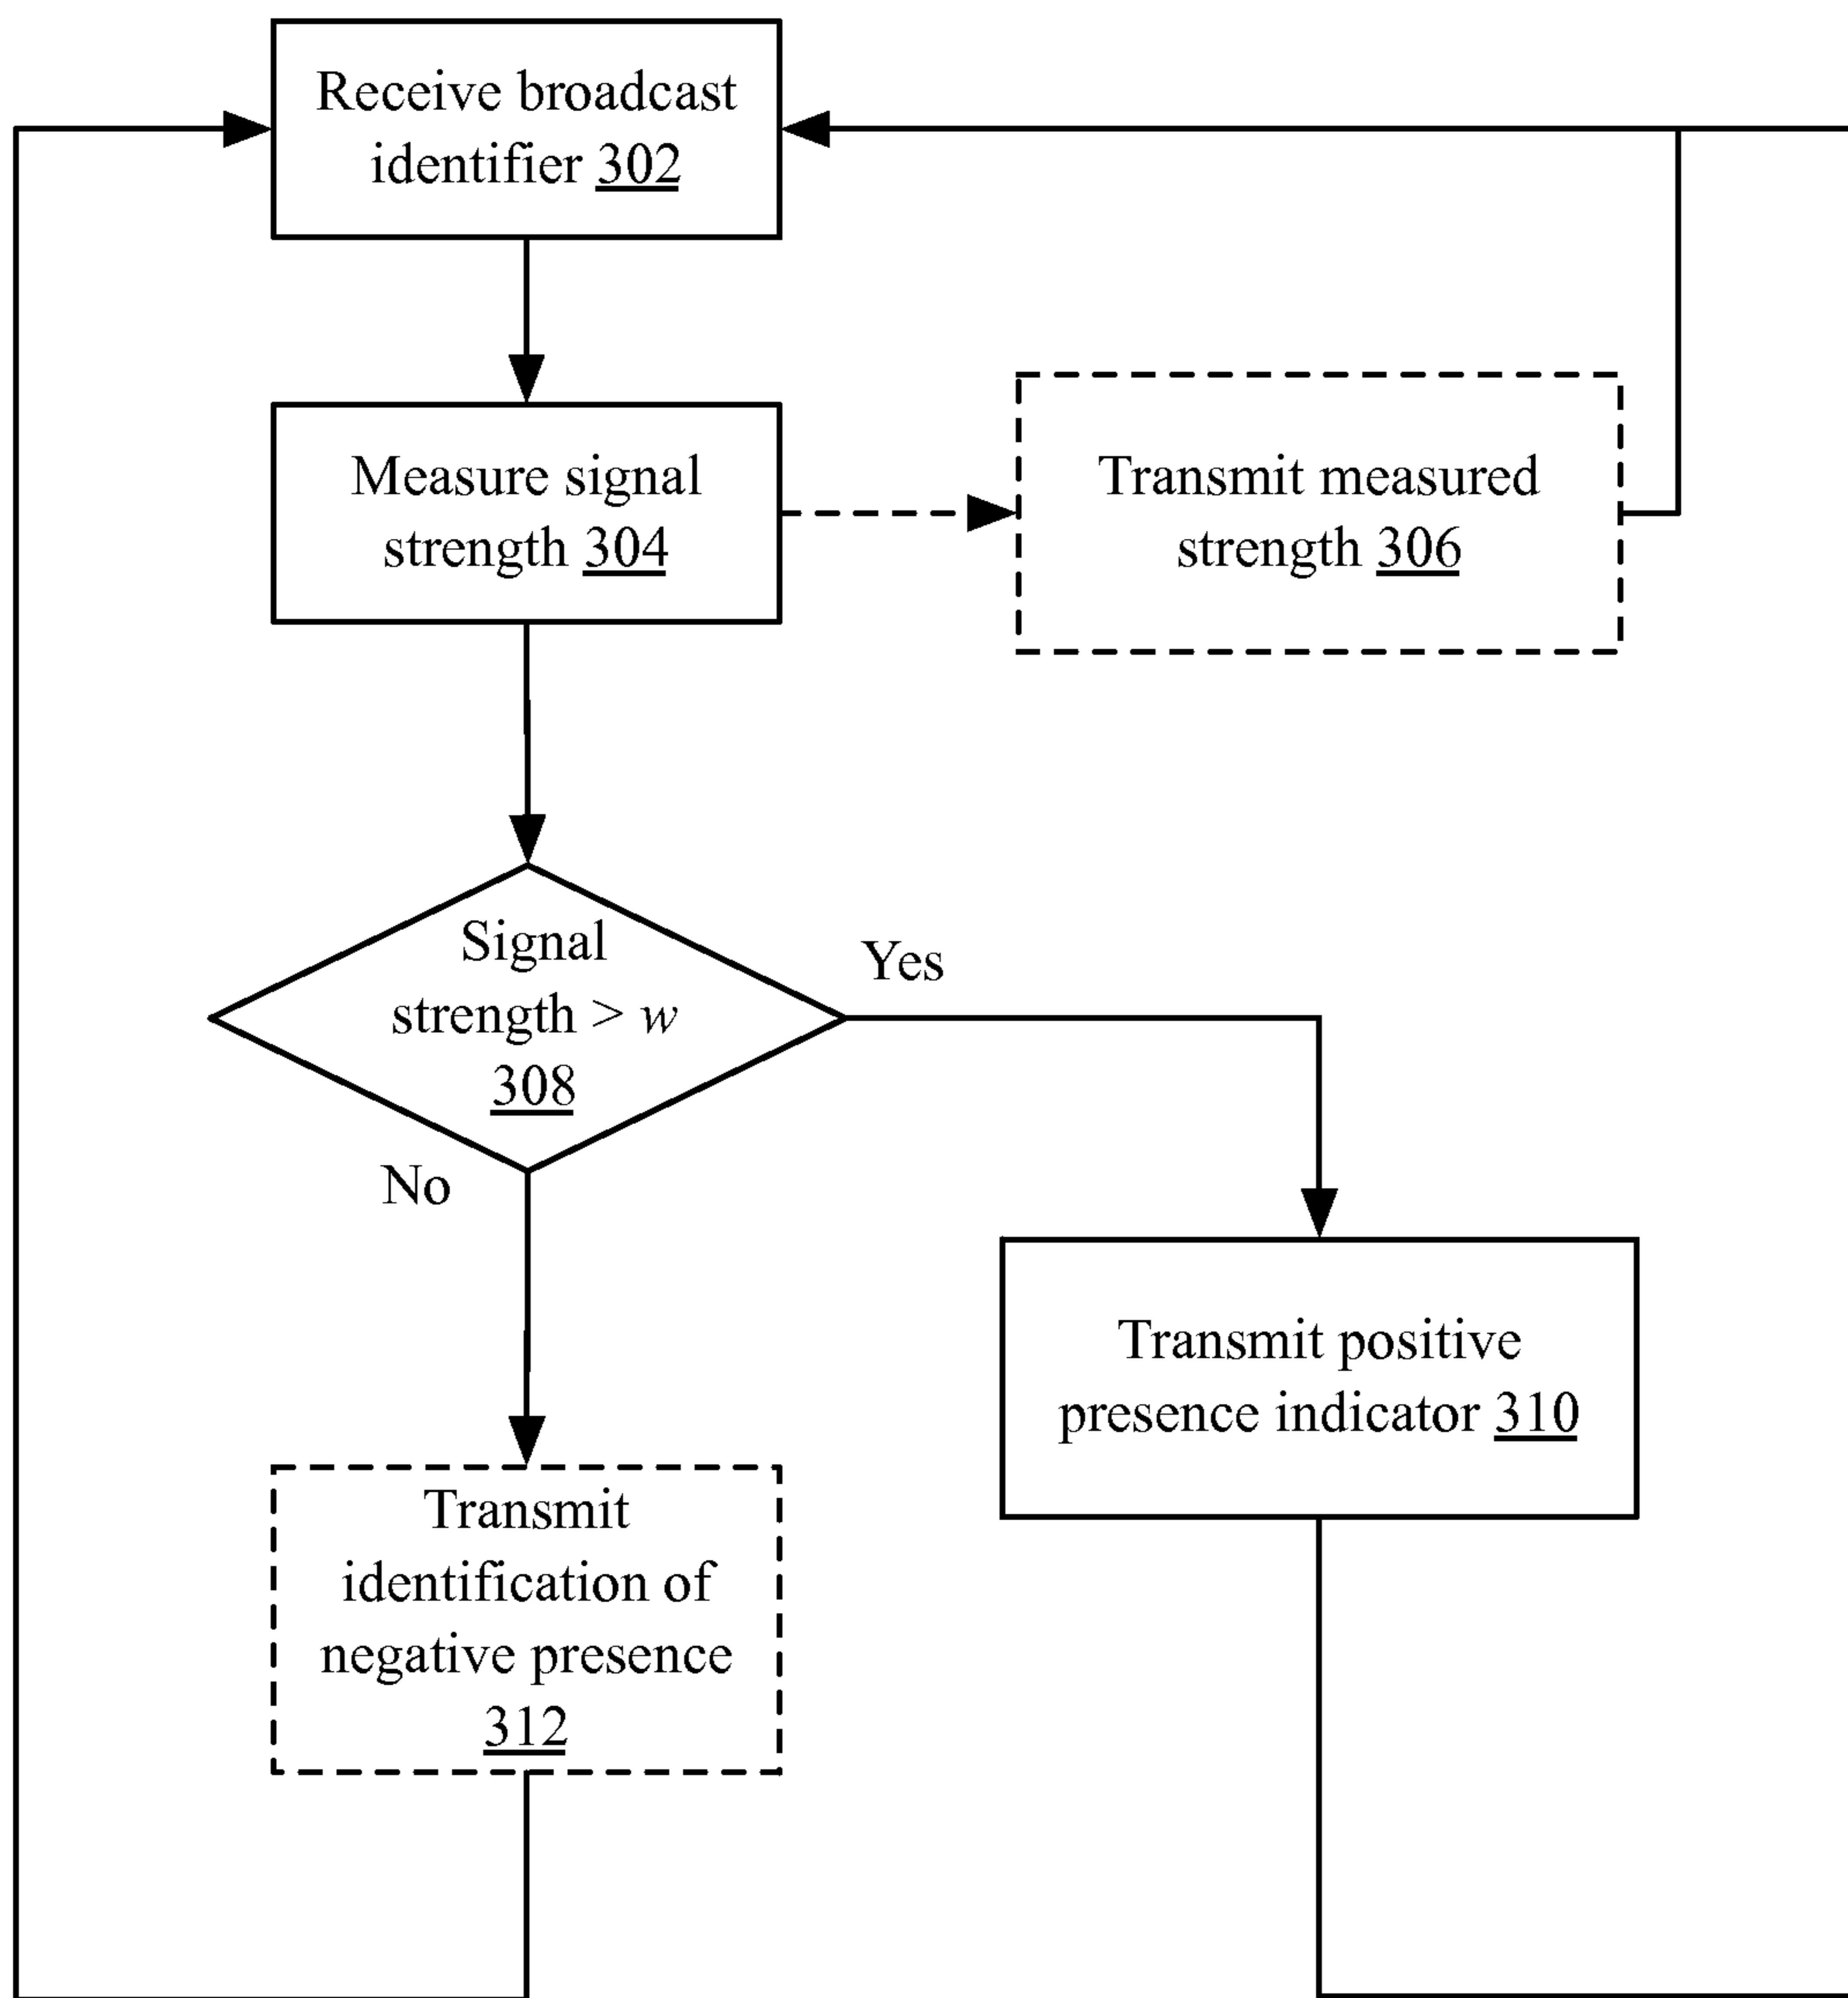 Receive broadcast
identifier 302
Measure signal
strength 304
Transmit measured
strength 306
Signal
strength > w
308
Yes
No
Transmit positive
presence indicator 310
Transmit
identification of
negative presence
312